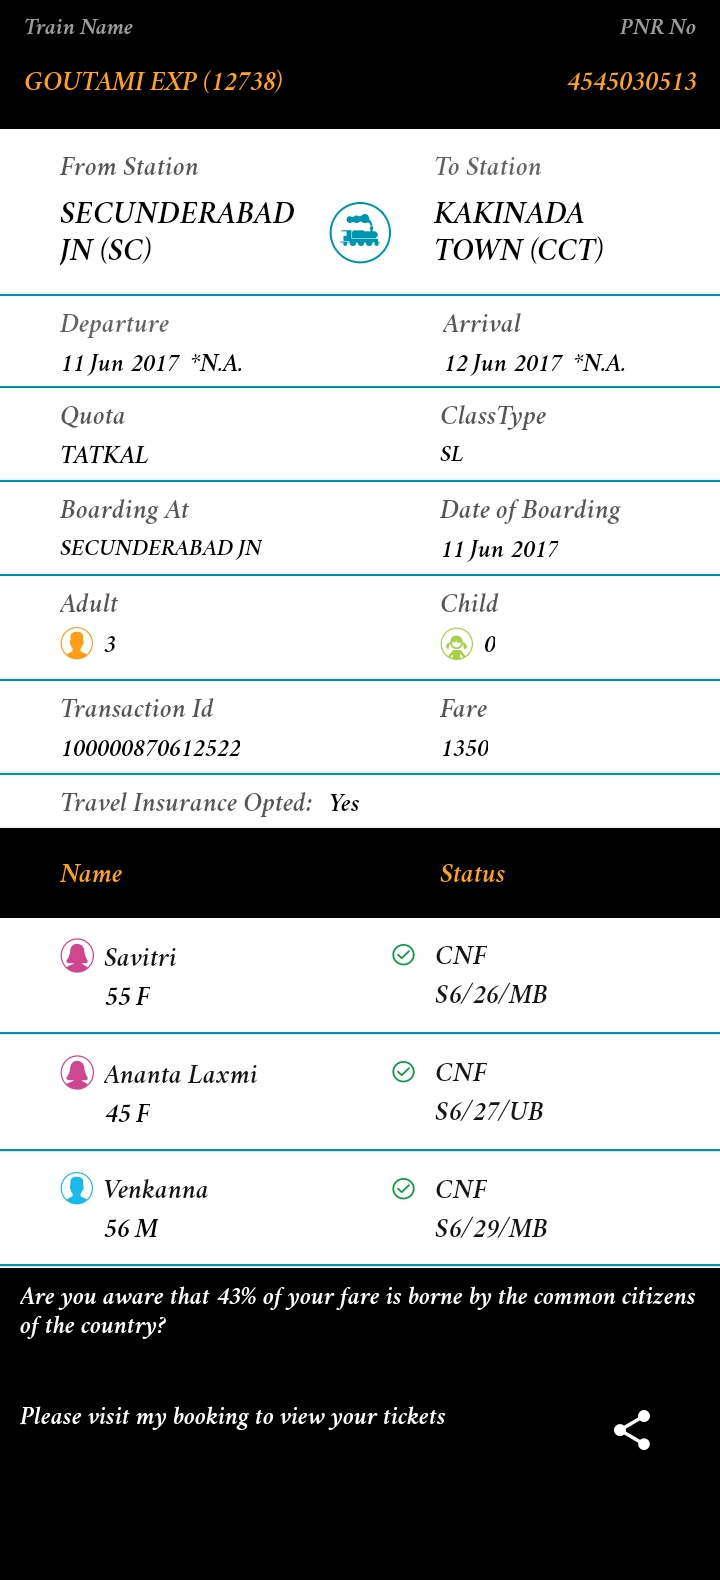 Train Name PNR No
GOUTAMI EXP (12738) 4545030513
From Station To Station
SECUNDERABAD KAKINADA
JN (SC) TOWN (CCT)
Departure Arrival
11 Jun 2017 *N.A. 12 Jun 2017 *N.A.
Quota ClassType
TATKAL SL
Boarding At Date of Boarding
SECUNDERABAD JN 11 Jun 2017
Adult Child
3 0
Transaction Id Fare
100000870612522 1350
Travel Insurance Opted: Yes
Name Status
Savitri CNF
55 F S6/26/MB
Ananta Laxmi CNF
45 F S6/27/UB
Venkanna CNF
56 M S6/29/MB
Are you aware that 43% of your fare is borne by the common citizens
of the country?
Please visit my booking to view your tickets